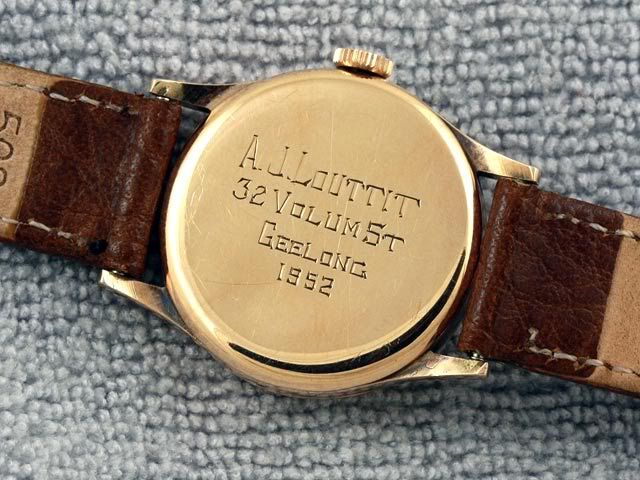 A.J.LOUTTIT
32 VOLUM ST
GEELONG
1952